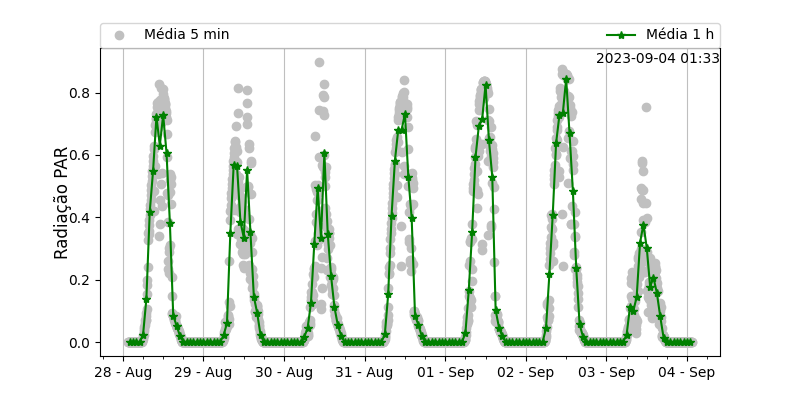 Média 5 min
Média 1 h
2023-09-04 01:33
Radiação PAR
0.8
0.6
0.4
0.2
0.0
28 - Aug
29 - Aug
30 - Aug
31 - Aug
01 - Sep
02 - Sep
03 - Sep
04 - Sep